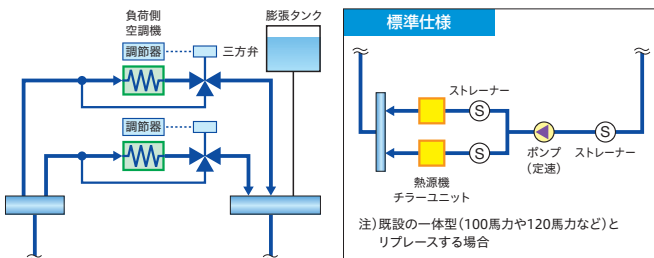 負荷側
空調機
膨張タンク
調節器
三方弁
調節器
標準仕様
ストレーナー
S
S
S
ポンプ
(定速)
ストレーナー
熱源機
チラーユニット
注)既設の一体型(100馬力や120馬力など)と
リプレースする場合